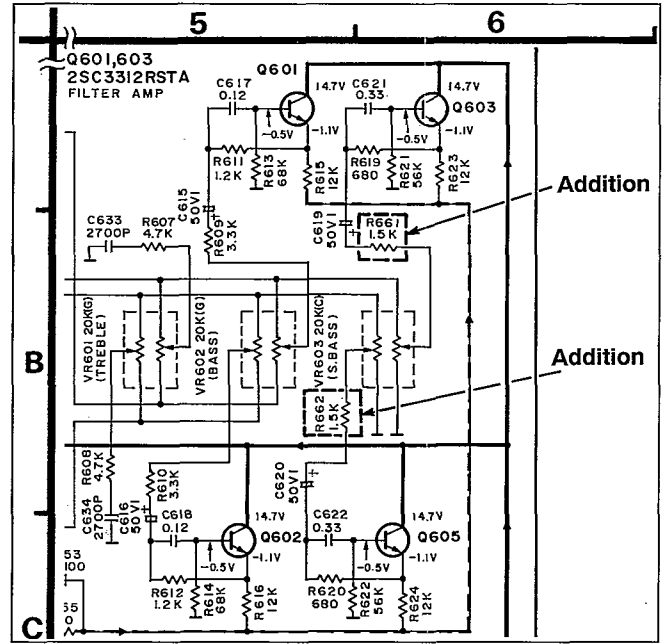 5
6
Q601,603
2SC3312RSTA
FILTER AMP
Q601
C617
0.12
14.7V
-0.5V
-1.1V
R611
1.2K
R613
68K
R615
12K
C621
0.33
14.7V
Q603
-0.5V
-1.1V
R619
680
R621
56K
R623
12K
C615
50V1
+
R609
3.3K
C619
50V1
+
R661
1.5K
Addition
C633
2700P
R607
4.7K
B
VR601 20K(G)
(TREBLE)
VR602 20K(G)
(BASS)
VR603 20K(C)
(S.BASS)
Addition
R662
1.5K
R608
4.7K
R610
3.3K
C620
50V1
+
C634
2700P
C616
50V1
+
C618
0.12
14.7V
Q602
-0.5V
-1.1V
C622
0.33
14.7V
Q605
-0.5V
-1.1V
53
100
R612
1.2K
R614
68K
R616
12K
R620
680
R622
56K
R624
12K
C